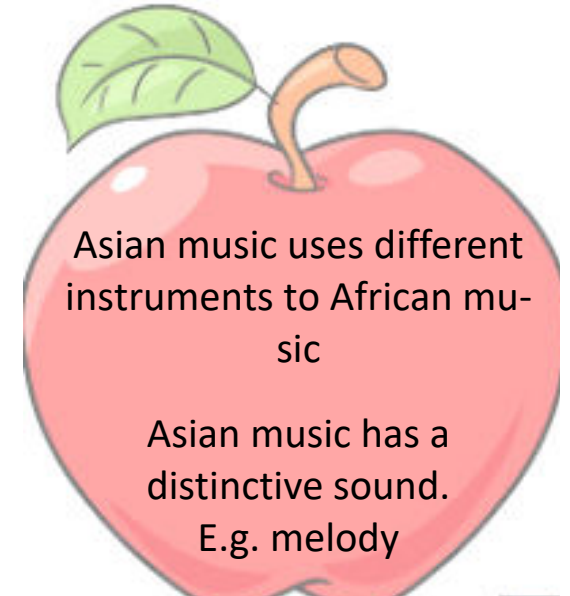 Asian music uses different
instruments to African mu-
sic
Asian music has a
distinctive sound.
E.g. melody